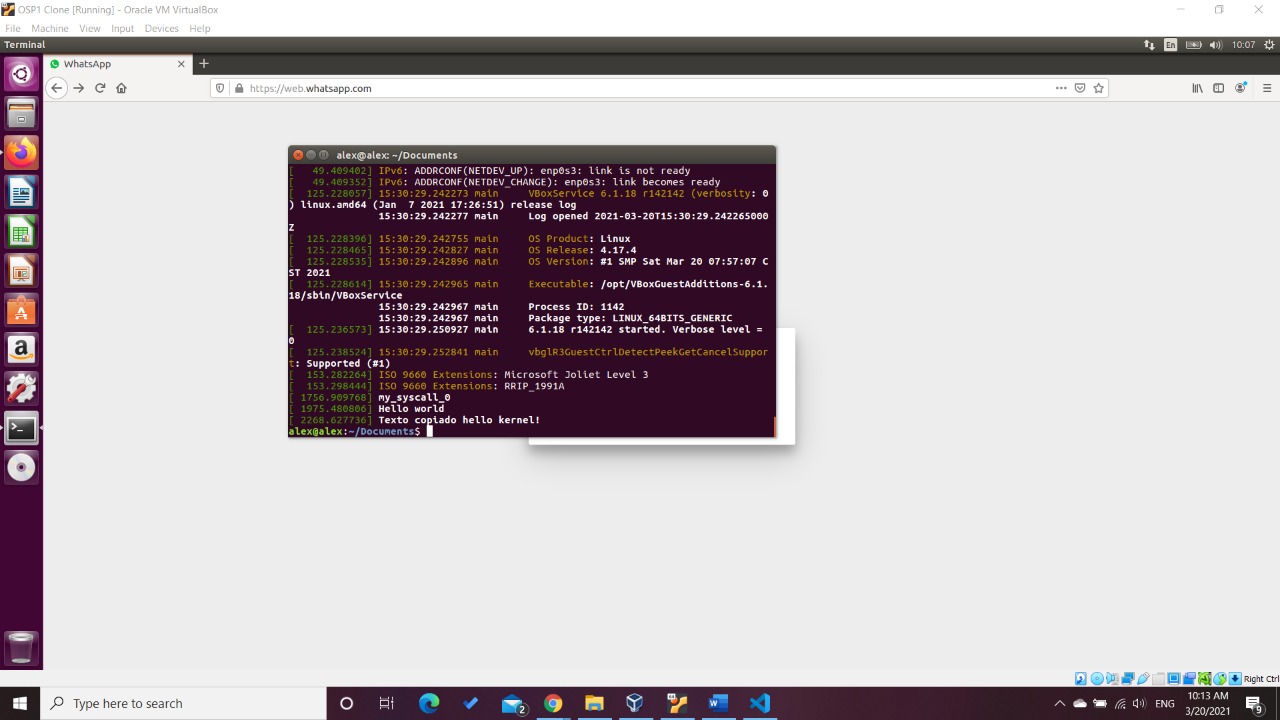 OSP1 Clone [Running] - Oracle VM VirtualBox
File Machine View Input Devices Help
Terminal
En
10:07
WhatsApp
https://web.whatsapp.com
alex@alex: ~/Documents
[   49.409402] IPv6: ADDRCONF(NETDEV_UP): enp0s3: link is not ready
[   49.409352] IPv6: ADDRCONF(NETDEV_CHANGE): enp0s3: link becomes ready
[  125.228057] 15:30:29.242273 main     VBoxService 6.1.18 r142142 (verbosity: 0
) linux.amd64 (Jan  7 2021 17:26:51) release log
15:30:29.242277 main     Log opened 2021-03-20T15:30:29.242265000
Z
[  125.228396] 15:30:29.242755 main     OS Product: Linux
[  125.228465] 15:30:29.242827 main     OS Release: 4.17.4
[  125.228535] 15:30:29.242896 main     OS Version: #1 SMP Sat Mar 20 07:57:07 C
ST 2021
[  125.228614] 15:30:29.242965 main     Executable: /opt/VBoxGuestAdditions-6.1.
18/sbin/VBoxService
15:30:29.242967 main     Process ID: 1142
15:30:29.242967 main     Package type: LINUX_64BITS_GENERIC
[  125.236573] 15:30:29.250927 main     6.1.18 r142142 started. Verbose level =
0
[  125.238524] 15:30:29.252841 main     vbglR3GuestCtrlDetectPeekGetCancelSuppor
t: Supported (#1)
[  153.282264] ISO 9660 Extensions: Microsoft Joliet Level 3
[  153.298444] ISO 9660 Extensions: RRIP_1991A
[ 1756.909768] my_syscall_0
[ 1975.480806] Hello world
[ 2268.627736] Texto copiado hello kernel!
alex@alex:~/Documents$
Right Ctrl
Type here to search
2
ENG
10:13 AM
3/20/2021
9